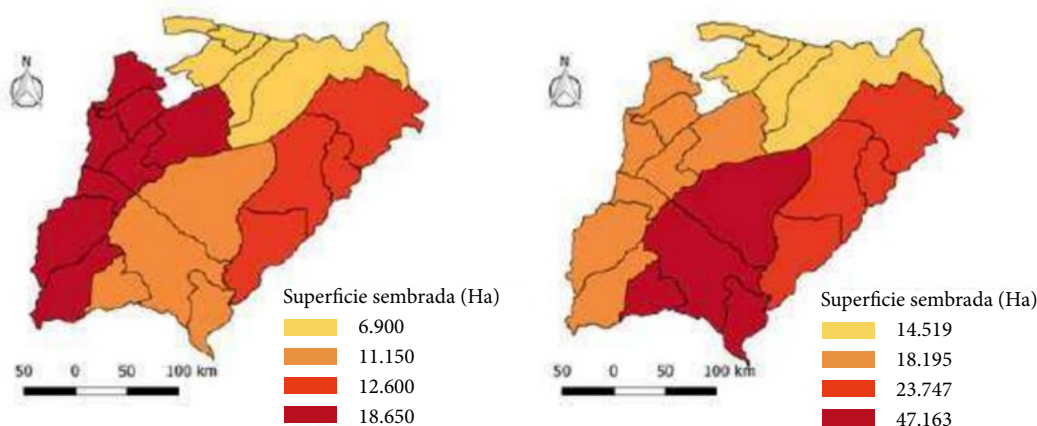 N
Superficie sembrada (Ha)
6.900
11.150
12.600
18.650
50 0 50 100 km
N
Superficie sembrada (Ha)
14.519
18.195
23.747
47.163
50 0 50 100 km